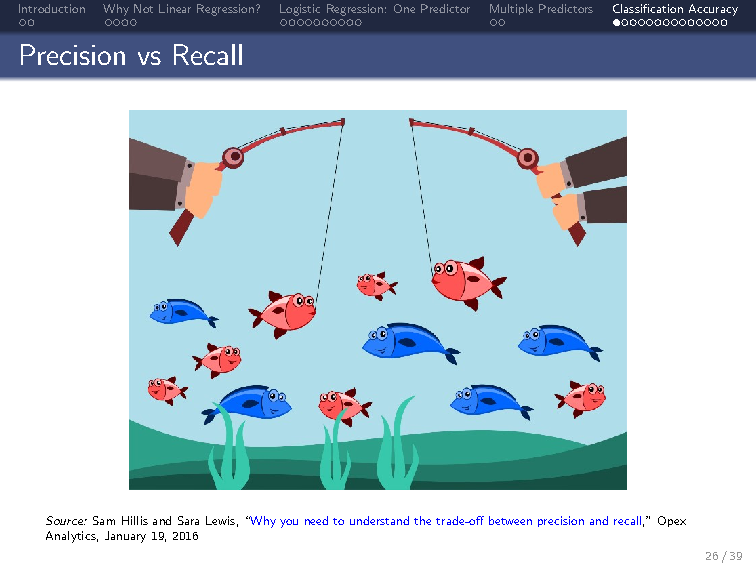 Introduction Why Not Linear Regression? Logistic Regression: One Predictor Multiple Predictors Classification Accuracy
Precision vs Recall
Source: Sam Hillis and Sara Lewis, “Why you need to understand the trade-off between precision and recall,” Opex
Analytics, January 19, 2016
26 / 39